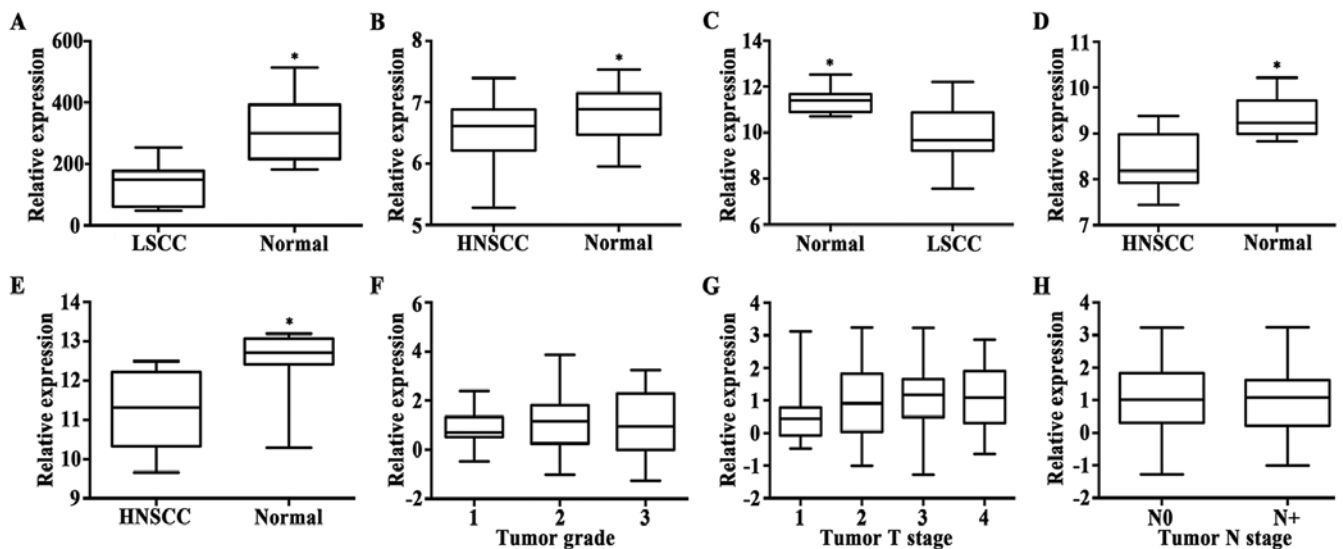 A
Relative expression
600
400
200
0
*
LSCC Normal
B
Relative expression
8
7
6
5
*
HNSCC Normal
C
Relative expression
14
12
10
8
6
*
Normal LSCC
D
Relative expression
11
10
9
8
7
*
HNSCC Normal
E
Relative expression
14
13
12
11
10
9
*
HNSCC Normal
F
Relative expression
6
4
2
0
-2
1 2 3
Tumor grade
G
Relative expression
4
3
2
1
0
-1
-2
1 2 3 4
Tumor T stage
H
Relative expression
4
3
2
1
0
-1
-2
N0 N+
Tumor N stage